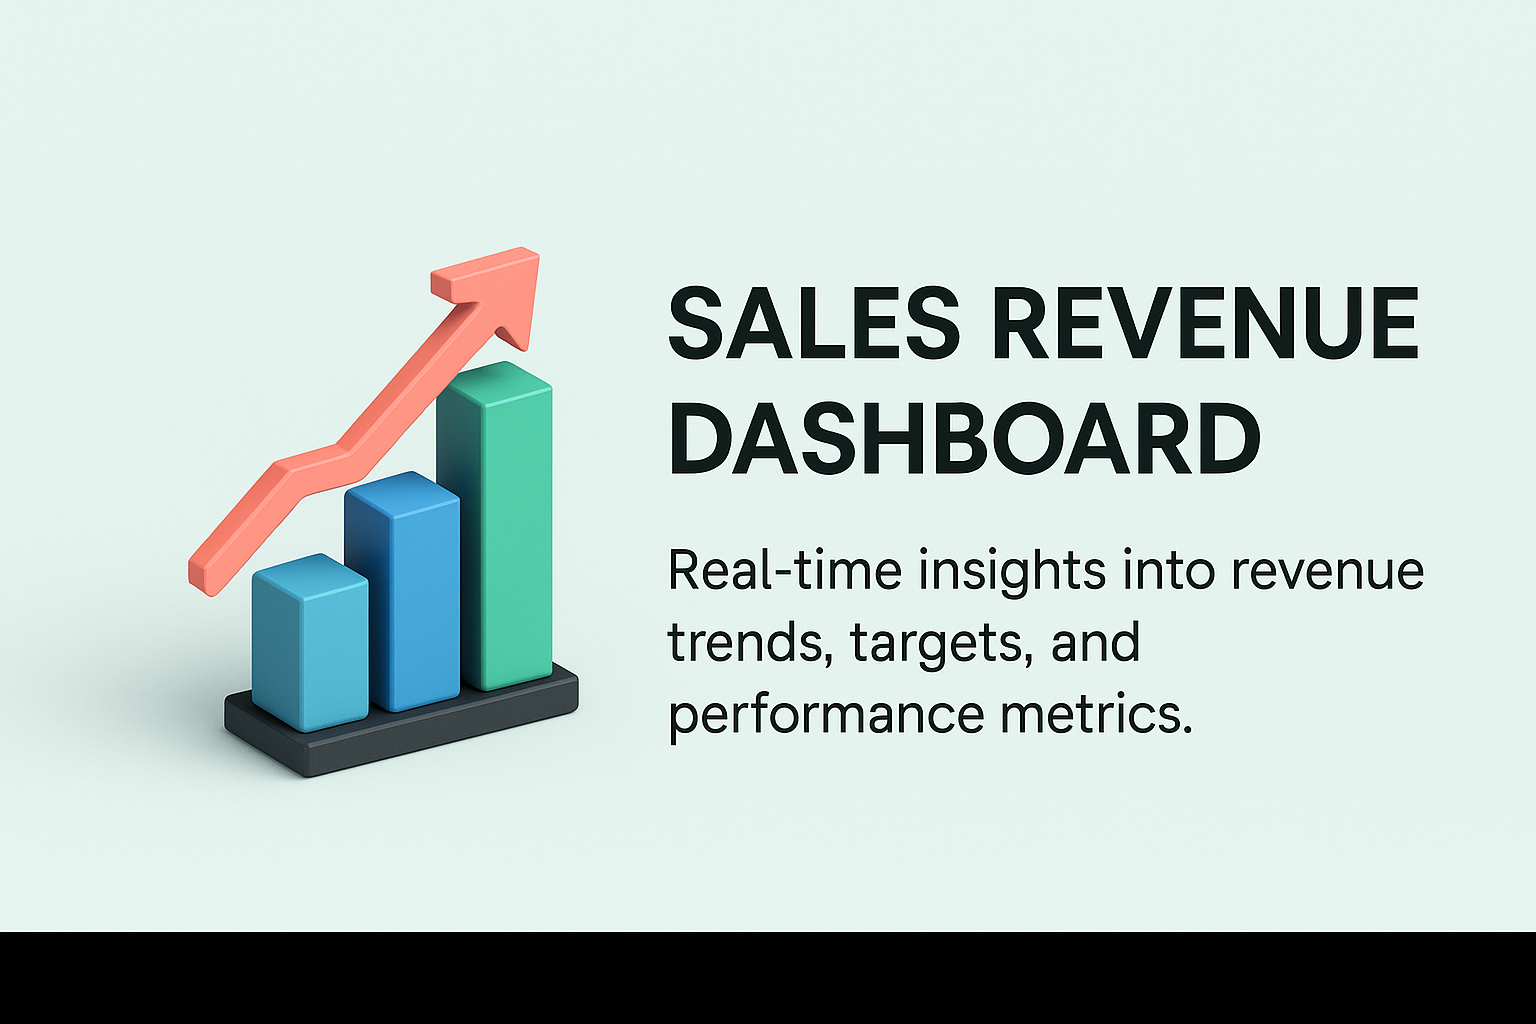 SALES REVENUE
DASHBOARD
Real-time insights into revenue
trends, targets, and
performance metrics.